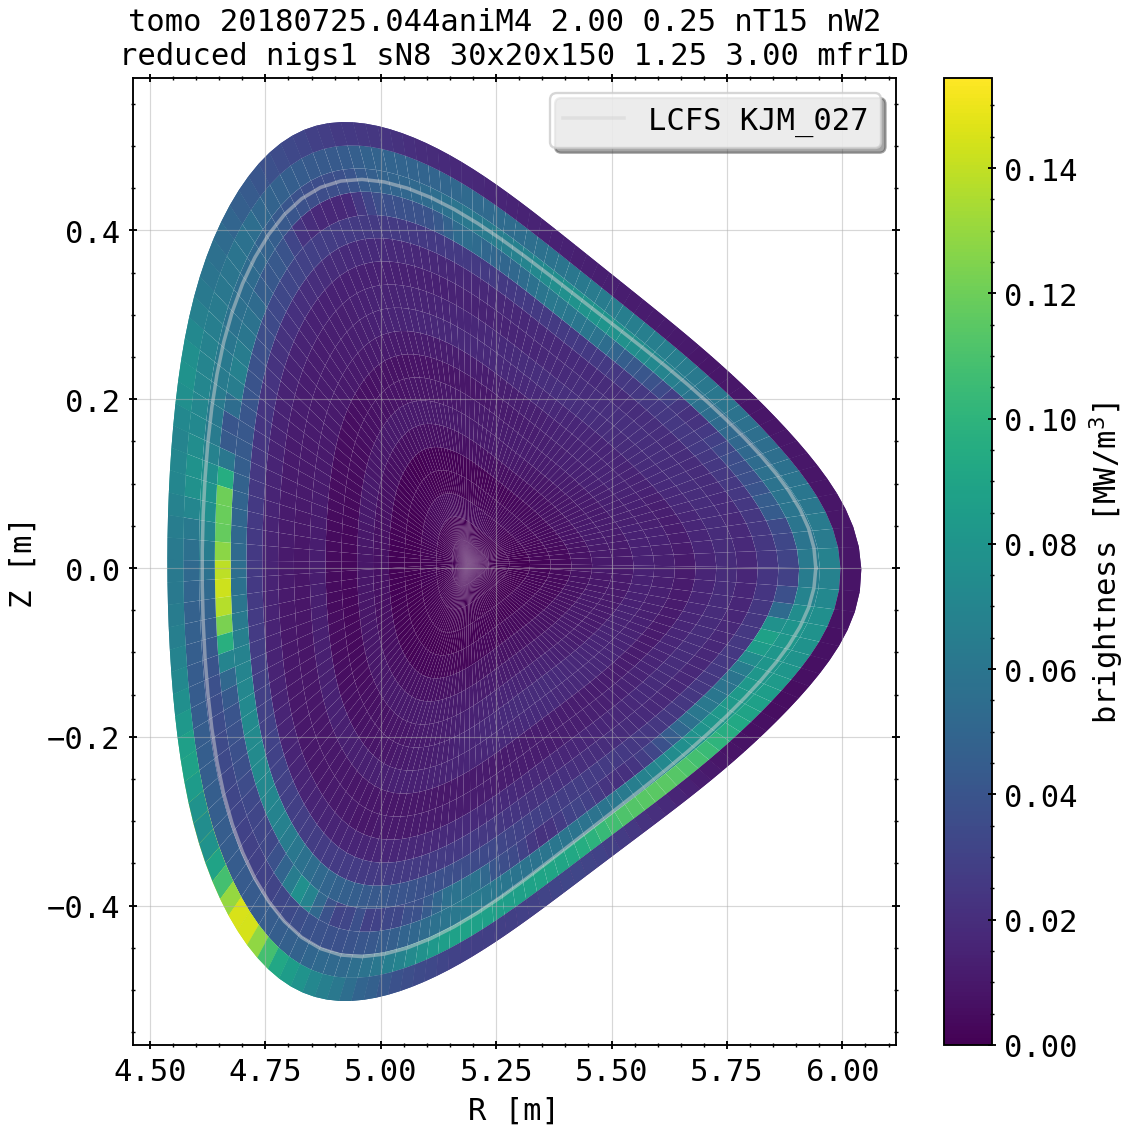 tomo 20180725.044aniM4 2.00 0.25 nT15 nW2
reduced nigs1 sN8 30x20x150 1.25 3.00 mfr1D
LCFS KJM_027
0.4
0.2
0.0
−0.2
−0.4
Z [m]
4.50 4.75 5.00 5.25 5.50 5.75 6.00
R [m]
0.14
0.12
0.10
0.08
0.06
0.04
0.02
0.00
brightness [MW/m³]